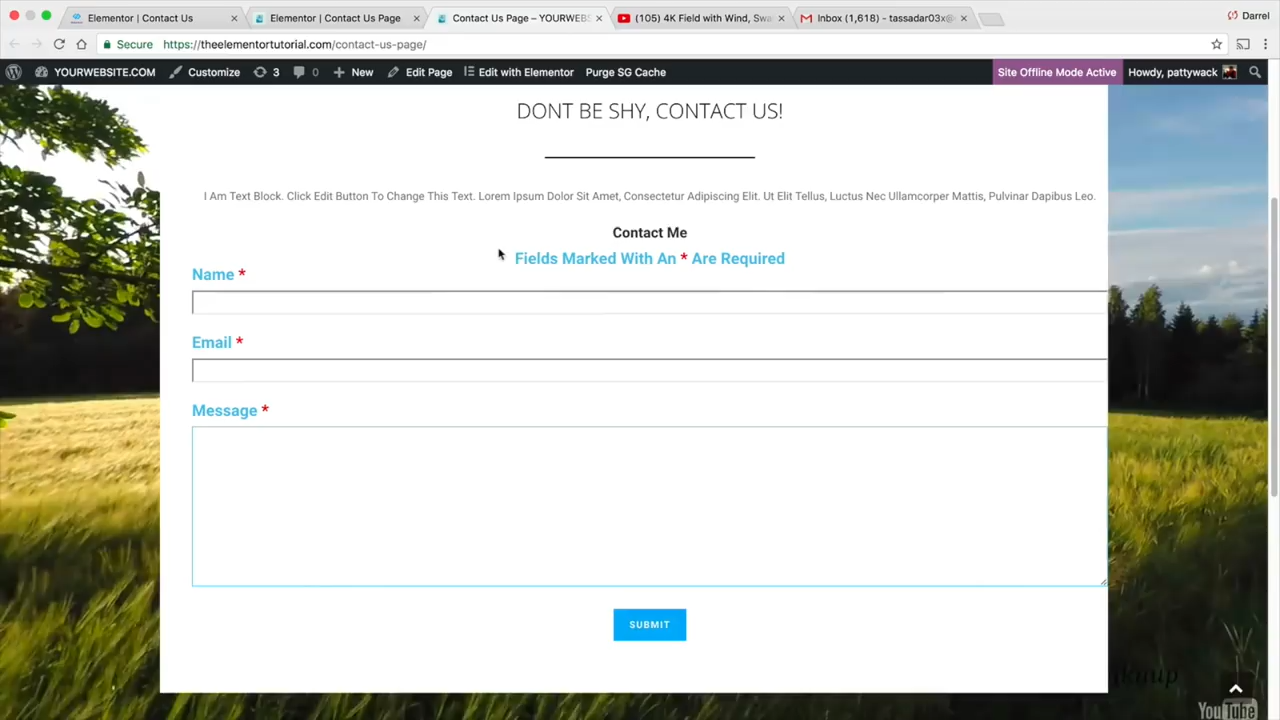 Elementor | Contact Us
Elementor | Contact Us Page
Contact Us Page – YOURWEBS
(105) 4K Field with Wind, Swa
Inbox (1,618) - tassadar03x@
Darrel
Secure
https://theelementortutorial.com/contact-us-page/
YOURWEBSITE.COM
Customize
3
0
New
Edit Page
Edit with Elementor
Purge SG Cache
Site Offline Mode Active
Howdy, pattywack
DONT BE SHY, CONTACT US!
I Am Text Block. Click Edit Button To Change This Text. Lorem Ipsum Dolor Sit Amet, Consectetur Adipiscing Elit. Ut Elit Tellus, Luctus Nec Ullamcorper Mattis, Pulvinar Dapibus Leo.
Contact Me
Fields Marked With An * Are Required
Name *
Email *
Message *
SUBMIT
YouTube